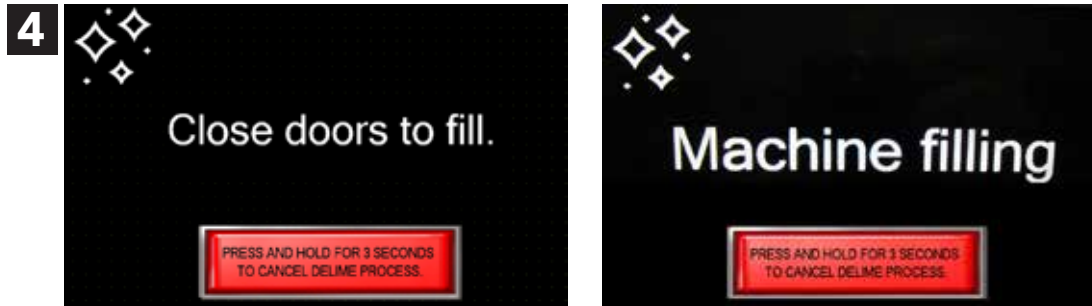 4
Close doors to fill.
PRESS AND HOLD FOR 3 SECONDS
TO CANCEL DELIME PROCESS.
Machine filling
PRESS AND HOLD FOR 3 SECONDS
TO CANCEL DELIME PROCESS.